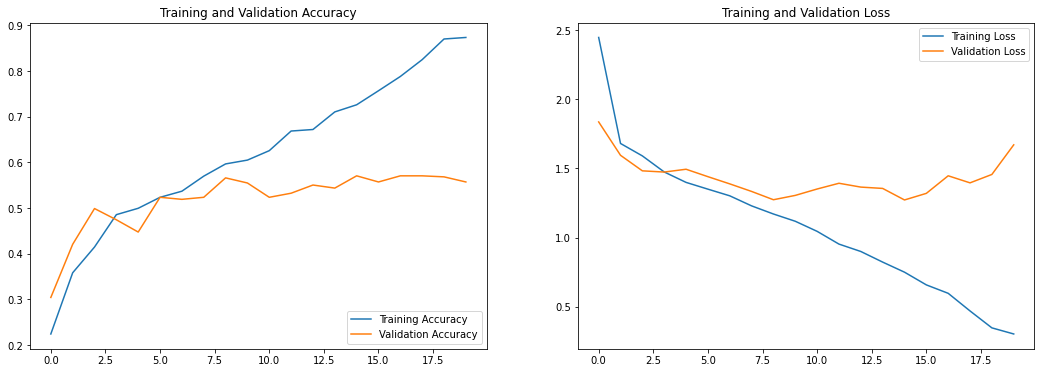 Training and Validation Accuracy
0.9
0.8
0.7
0.6
0.5
0.4
0.3
0.2
Training Accuracy
Validation Accuracy
0.0 2.5 5.0 7.5 10.0 12.5 15.0 17.5
Training and Validation Loss
Training Loss
Validation Loss
2.5
2.0
1.5
1.0
0.5
0.0 2.5 5.0 7.5 10.0 12.5 15.0 17.5